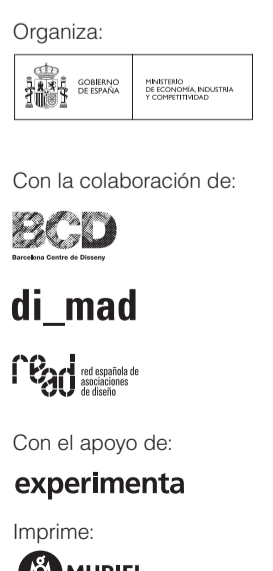 Organiza:
GOBIERNO
DE ESPAÑA
MINISTERIO
DE ECONOMÍA, INDUSTRIA
Y COMPETITIVIDAD
Con la colaboración de:
BCD
Barcelona Centre de Disseny
di_mad
read
red española de
asociaciones
de diseño
Con el apoyo de:
experimenta
Imprime:
MURIEL